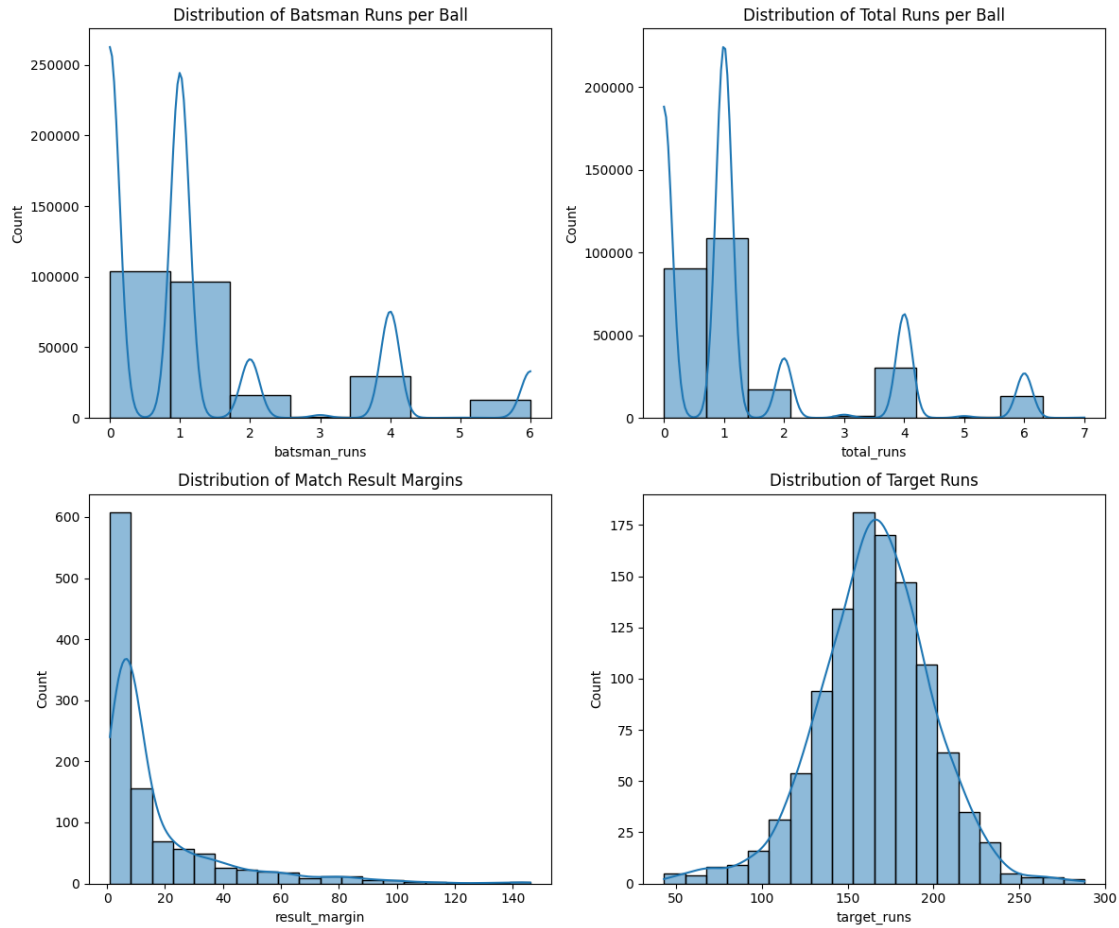 Distribution of Batsman Runs per Ball
Count
250000
200000
150000
100000
50000
0
0 1 2 3 4 5 6
batsman_runs
Distribution of Total Runs per Ball
Count
200000
150000
100000
50000
0
0 1 2 3 4 5 6 7
total_runs
Distribution of Match Result Margins
Count
600
500
400
300
200
100
0
0 20 40 60 80 100 120 140
result_margin
Distribution of Target Runs
Count
175
150
125
100
75
50
25
0
50 100 150 200 250 300
target_runs